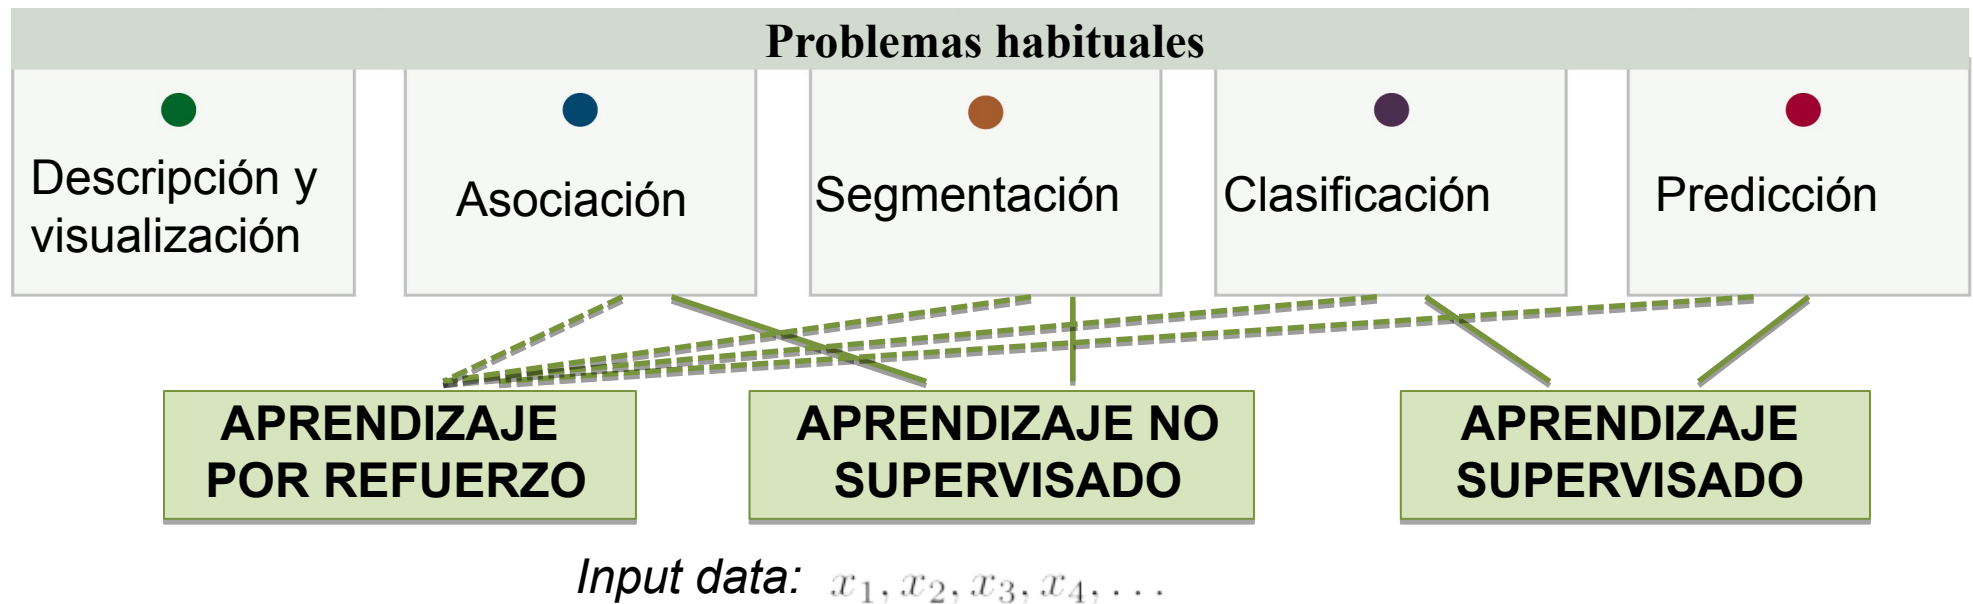 Problemas habituales
Descripción y
visualización
Asociación
Segmentación
Clasificación
Predicción
APRENDIZAJE
POR REFUERZO
APRENDIZAJE NO
SUPERVISADO
APRENDIZAJE
SUPERVISADO
Input data: x₁, x₂, x₃, x₄, . . .